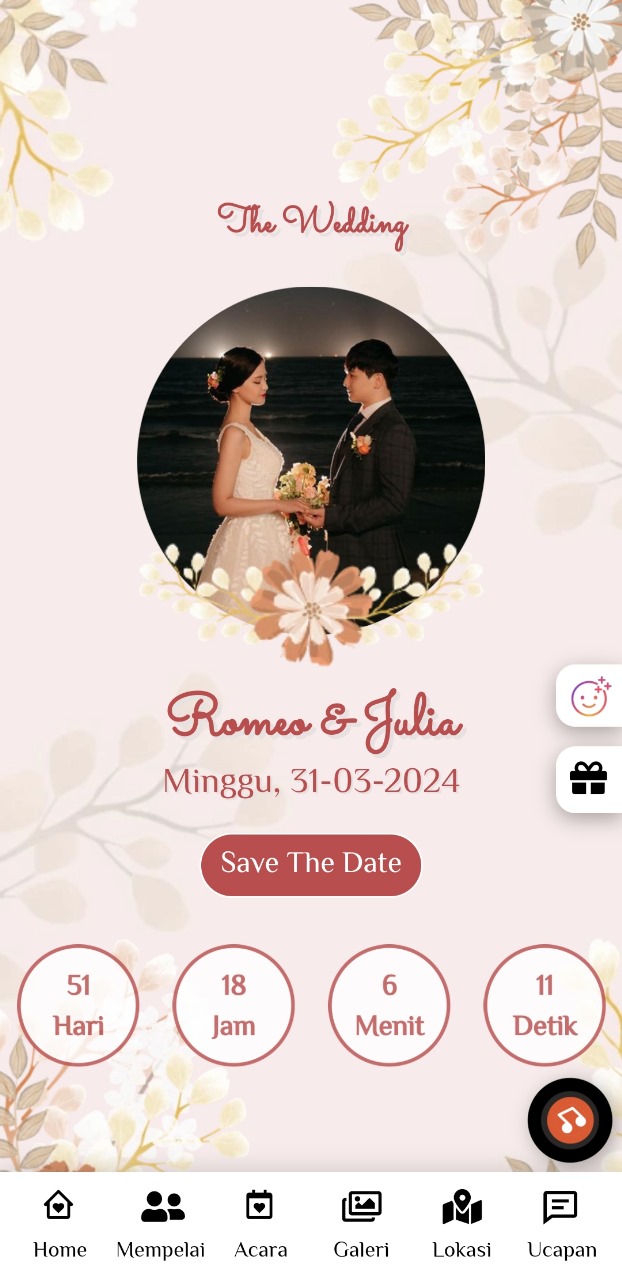 The Wedding
Romeo & Julia
Minggu, 31-03-2024
Save The Date
51 18 6 11
Hari Jam Menit Detik
Home Mempelai Acara Galeri Lokasi Ucapan